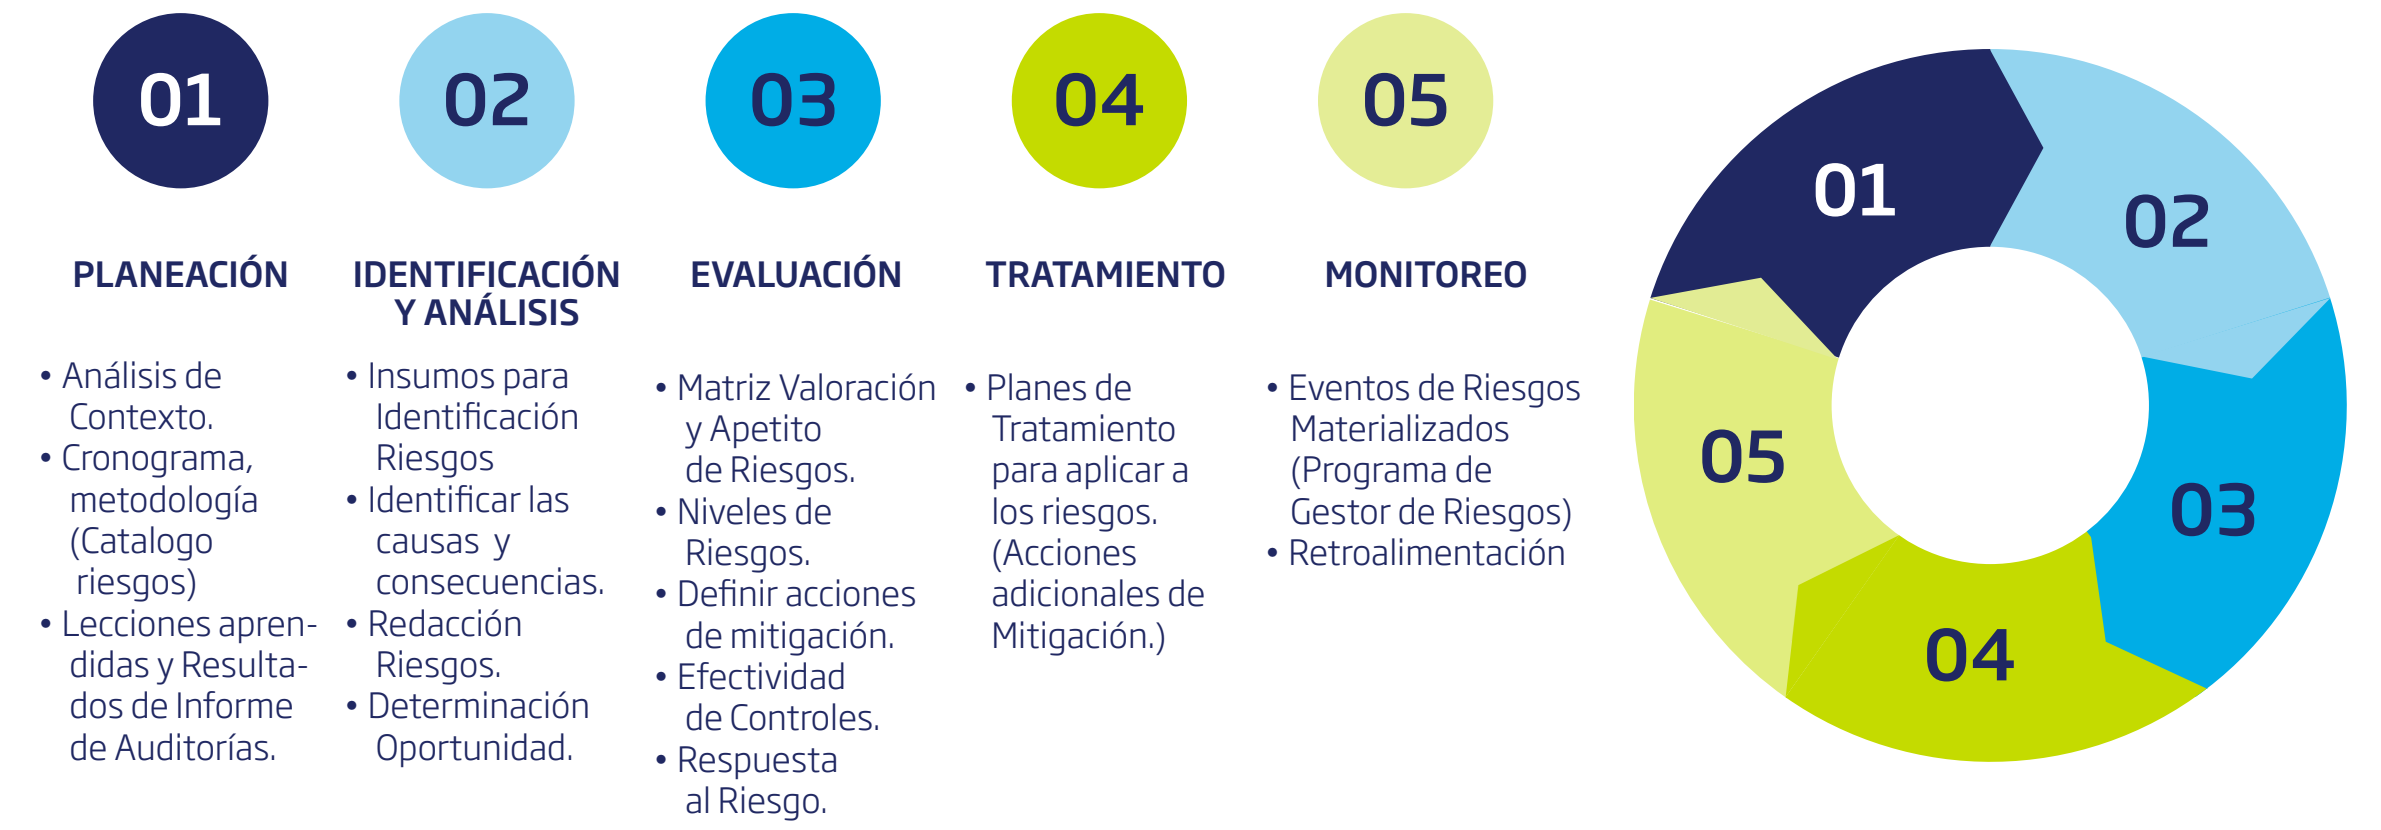 01
PLANEACIÓN
• Análisis de
Contexto.
• Cronograma,
metodología
(Catalogo
riesgos)
• Lecciones apren-
didas y Resulta-
dos de Informe
de Auditorías.
02
IDENTIFICACIÓN
Y ANÁLISIS
• Insumos para
Identificación
Riesgos
• Identificar las
causas y
consecuencias.
• Redacción
Riesgos.
• Determinación
Oportunidad.
03
EVALUACIÓN
• Matriz Valoración
y Apetito
de Riesgos.
• Niveles de
Riesgos.
• Definir acciones
de mitigación.
• Efectividad
de Controles.
• Respuesta
al Riesgo.
04
TRATAMIENTO
• Planes de
Tratamiento
para aplicar a
los riesgos.
(Acciones
adicionales de
Mitigación.)
05
MONITOREO
• Eventos de Riesgos
Materializados
(Programa de
Gestor de Riesgos)
• Retroalimentación
01
02
03
04
05